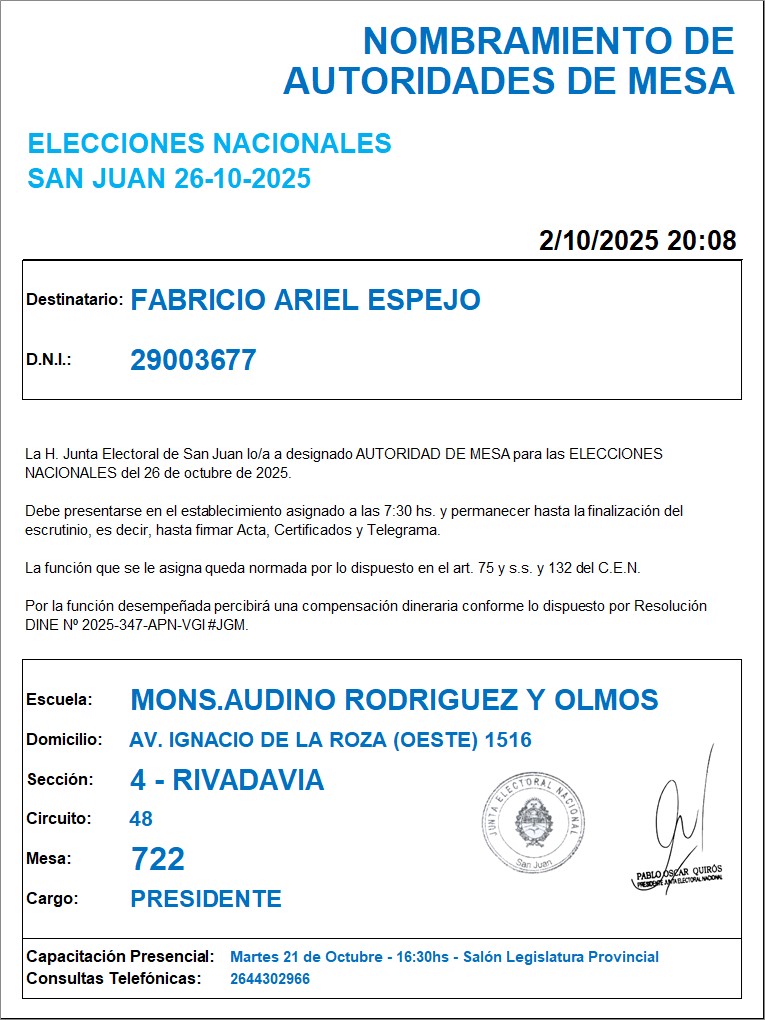 NOMBRAMIENTO DE
AUTORIDADES DE MESA
ELECCIONES NACIONALES
SAN JUAN 26-10-2025
2/10/2025 20:08
Destinatario: FABRICIO ARIEL ESPEJO
D.N.I.: 29003677
La H. Junta Electoral de San Juan lo/a a designado AUTORIDAD DE MESA para las ELECCIONES
NACIONALES del 26 de octubre de 2025.
Debe presentarse en el establecimiento asignado a las 7:30 hs. y permanecer hasta la finalización del
escrutinio, es decir, hasta firmar Acta, Certificados y Telegrama.
La función que se le asigna queda normada por lo dispuesto en el art. 75 y s.s. y 132 del C.E.N.
Por la función desempeñada percibirá una compensación dineraria conforme lo dispuesto por Resolución
DINE Nº 2025-347-APN-VGI#JGM.
Escuela: MONS.AUDINO RODRIGUEZ Y OLMOS
Domicilio: AV. IGNACIO DE LA ROZA (OESTE) 1516
Sección: 4 - RIVADAVIA
Circuito: 48
Mesa: 722
Cargo: PRESIDENTE
JUNTA ELECTORAL NACIONAL
San Juan
PABLO OSCAR QUIRÓS
PRESIDENTE JUNTA ELECTORAL NACIONAL
Capacitación Presencial: Martes 21 de Octubre - 16:30hs - Salón Legislatura Provincial
Consultas Telefónicas: 2644302966